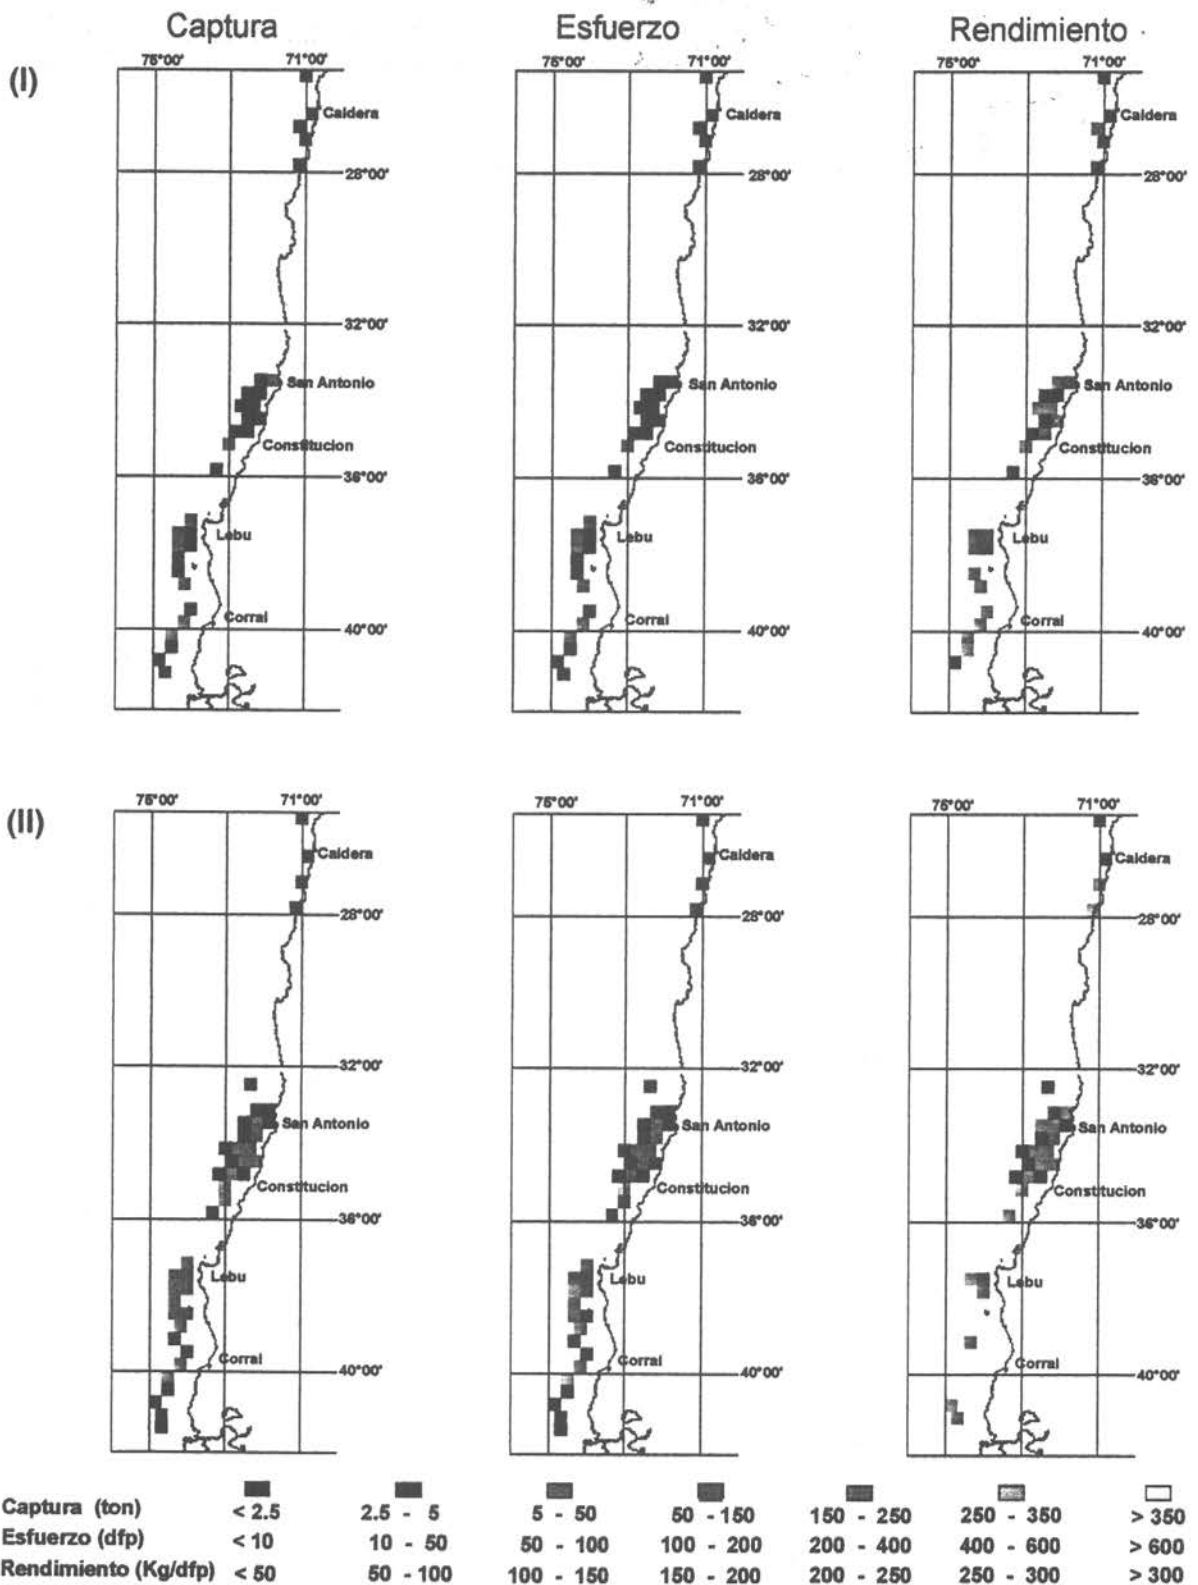 Captura Esfuerzo Rendimiento
(I)
75°00' 71°00' 75°00' 71°00' 75°00' 71°00'
Caldera Caldera Caldera
28°00' 28°00' 28°00'
32°00' 32°00' 32°00'
San Antonio San Antonio San Antonio
Constitucion Constitucion Constitucion
36°00' 36°00' 36°00'
Lebu Lebu Lebu
Corral Corral Corral
40°00' 40°00' 40°00'
(II)
75°00' 71°00' 75°00' 71°00' 75°00' 71°00'
Caldera Caldera Caldera
28°00' 28°00' 28°00'
32°00' 32°00' 32°00'
San Antonio San Antonio San Antonio
Constitucion Constitucion Constitucion
36°00' 36°00' 36°00'
Lebu Lebu Lebu
Corral Corral Corral
40°00' 40°00' 40°00'
Captura (ton) < 2.5 2.5 - 5 5 - 50 50 - 150 150 - 250 250 - 350 > 350
Esfuerzo (dfp) < 10 10 - 50 50 - 100 100 - 200 200 - 400 400 - 600 > 600
Rendimiento (Kg/dfp) < 50 50 - 100 100 - 150 150 - 200 200 - 250 250 - 300 > 300